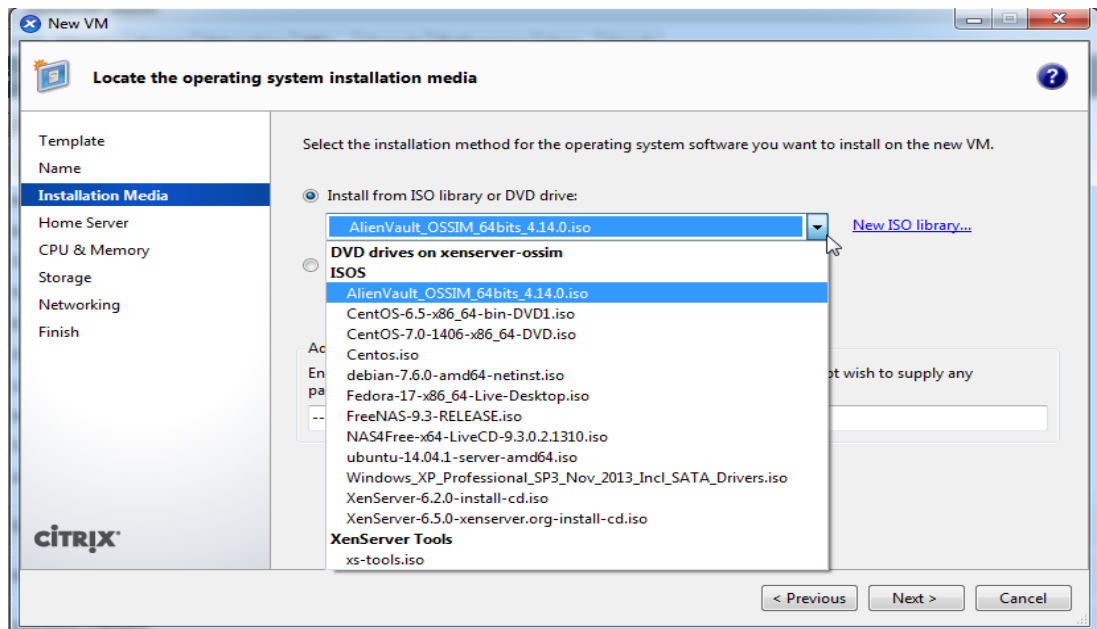 New VM
Locate the operating system installation media
?
Template
Name
Installation Media
Home Server
CPU & Memory
Storage
Networking
Finish
CITRIX
Select the installation method for the operating system software you want to install on the new VM.
Install from ISO library or DVD drive:
AlienVault_OSSIM_64bits_4.14.0.iso
New ISO library...
DVD drives on xenserver-ossim
ISOS
AlienVault_OSSIM_64bits_4.14.0.iso
CentOS-6.5-x86_64-bin-DVD1.iso
CentOS-7.0-1406-x86_64-DVD.iso
Centos.iso
debian-7.6.0-amd64-netinst.iso
Fedora-17-x86_64-Live-Desktop.iso
FreeNAS-9.3-RELEASE.iso
NAS4Free-x64-LiveCD-9.3.0.2.1310.iso
ubuntu-14.04.1-server-amd64.iso
Windows_XP_Professional_SP3_Nov_2013_Incl_SATA_Drivers.iso
XenServer-6.2.0-install-cd.iso
XenServer-6.5.0-xenserver.org-install-cd.iso
XenServer Tools
xs-tools.iso
wish to supply any
--
< Previous
Next >
Cancel